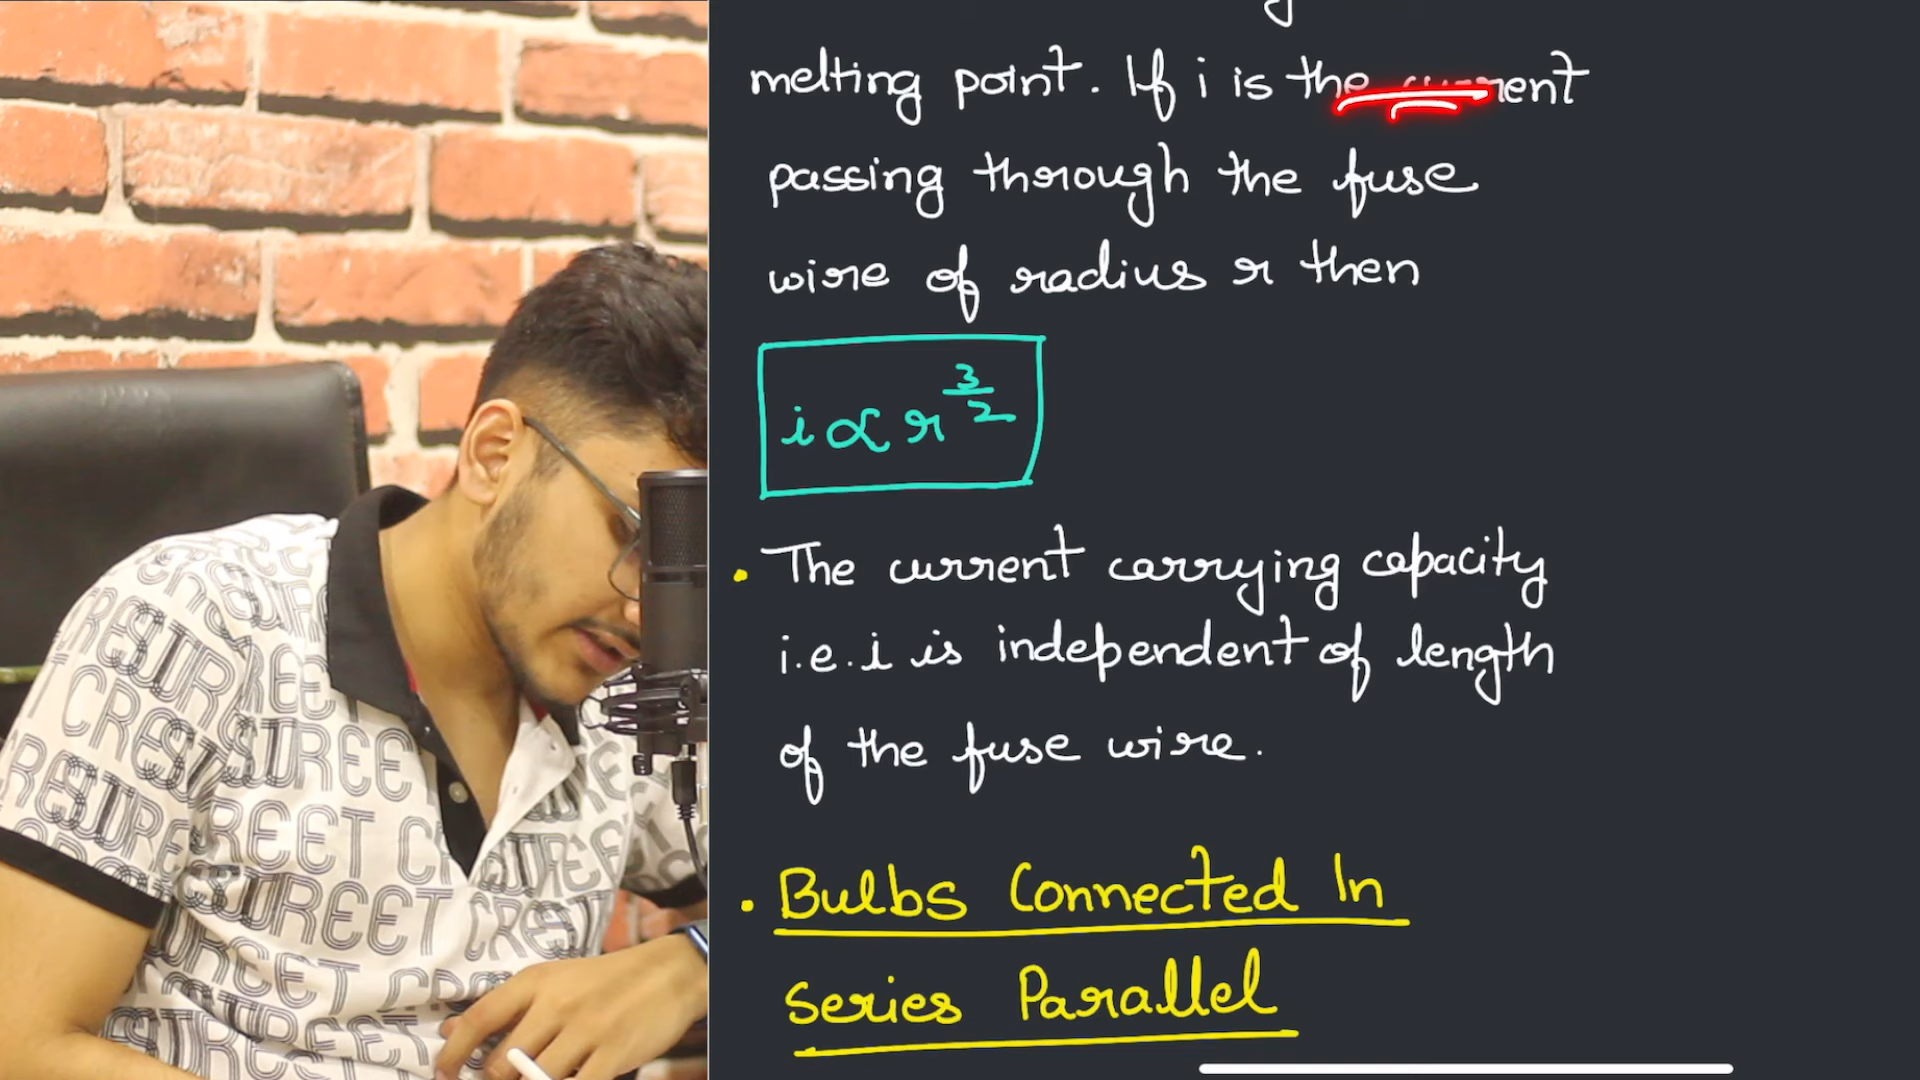 melting point. If i is the current
passing through the fuse
wire of radius r then
i ∝ r^3/2
• The current carrying capacity
i.e. i is independent of length
of the fuse wire.
• Bulbs Connected In
Series Parallel